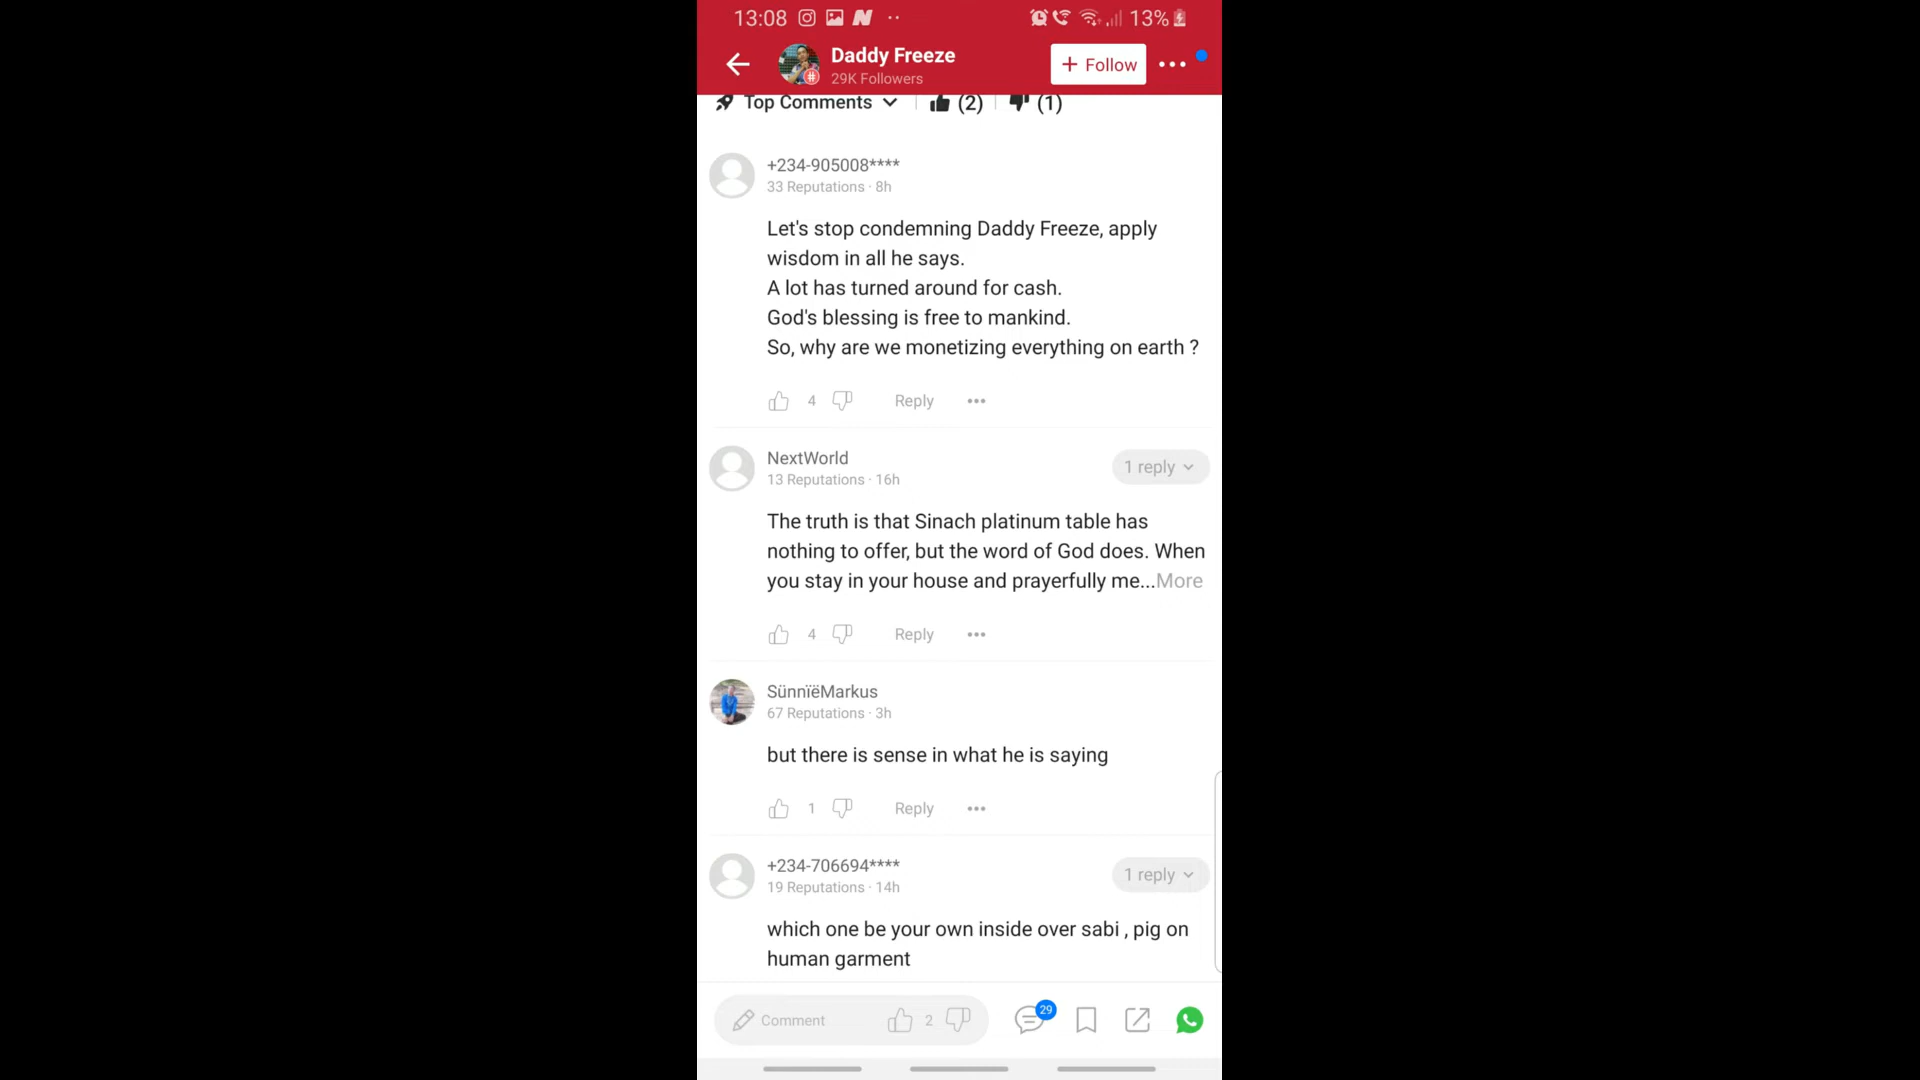 13:08
13%
Daddy Freeze
29K Followers
+ Follow
Top Comments
(2)
(1)
+234-905008****
33 Reputations · 8h
Let's stop condemning Daddy Freeze, apply
wisdom in all he says.
A lot has turned around for cash.
God's blessing is free to mankind.
So, why are we monetizing everything on earth ?
4
Reply
NextWorld
13 Reputations · 16h
1 reply
The truth is that Sinach platinum table has
nothing to offer, but the word of God does. When
you stay in your house and prayerfully me...More
4
Reply
SünnïëMarkus
67 Reputations · 3h
but there is sense in what he is saying
1
Reply
+234-706694****
19 Reputations · 14h
1 reply
which one be your own inside over sabi , pig on
human garment
Comment
2
29